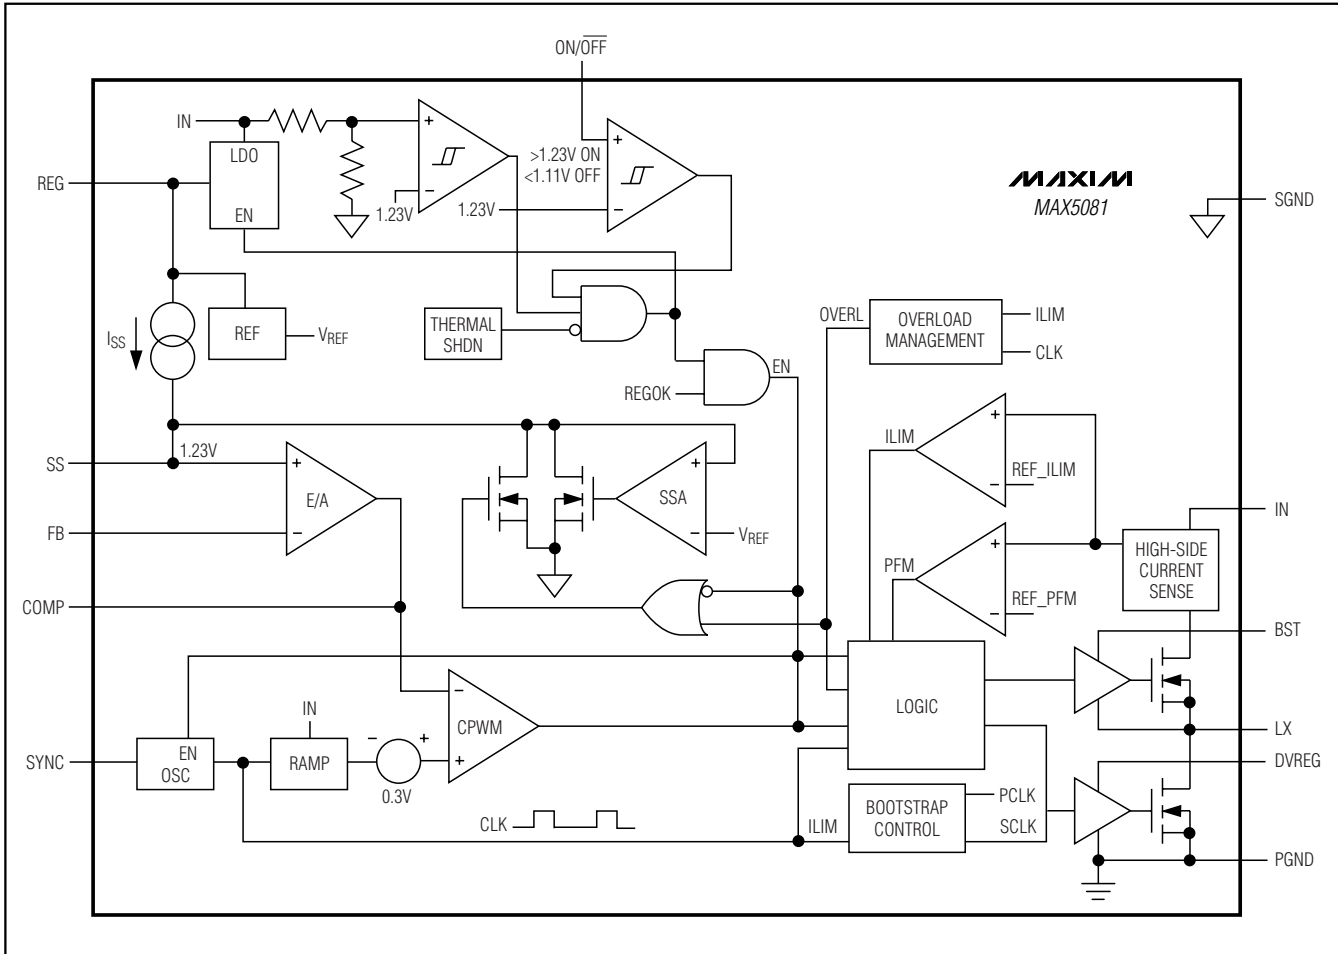 ON/OFF
IN
LDO
EN
+
−
1.23V
>1.23V ON
<1.11V OFF
+
−
1.23V
MAXIM
MAX5081
REG
SGND
ISS
REF
VREF
THERMAL
SHDN
REGOK
EN
OVERL
OVERLOAD
MANAGEMENT
ILIM
CLK
SS
1.23V
+
E/A
−
FB
+
SSA
−
VREF
ILIM
+
REF_ILIM
−
PFM
+
REF_PFM
−
IN
HIGH-SIDE
CURRENT
SENSE
COMP
BST
LOGIC
LX
−
CPWM
+
IN
SYNC
EN
OSC
RAMP
−
+
0.3V
DVREG
CLK
ILIM
BOOTSTRAP
CONTROL
PCLK
SCLK
PGND